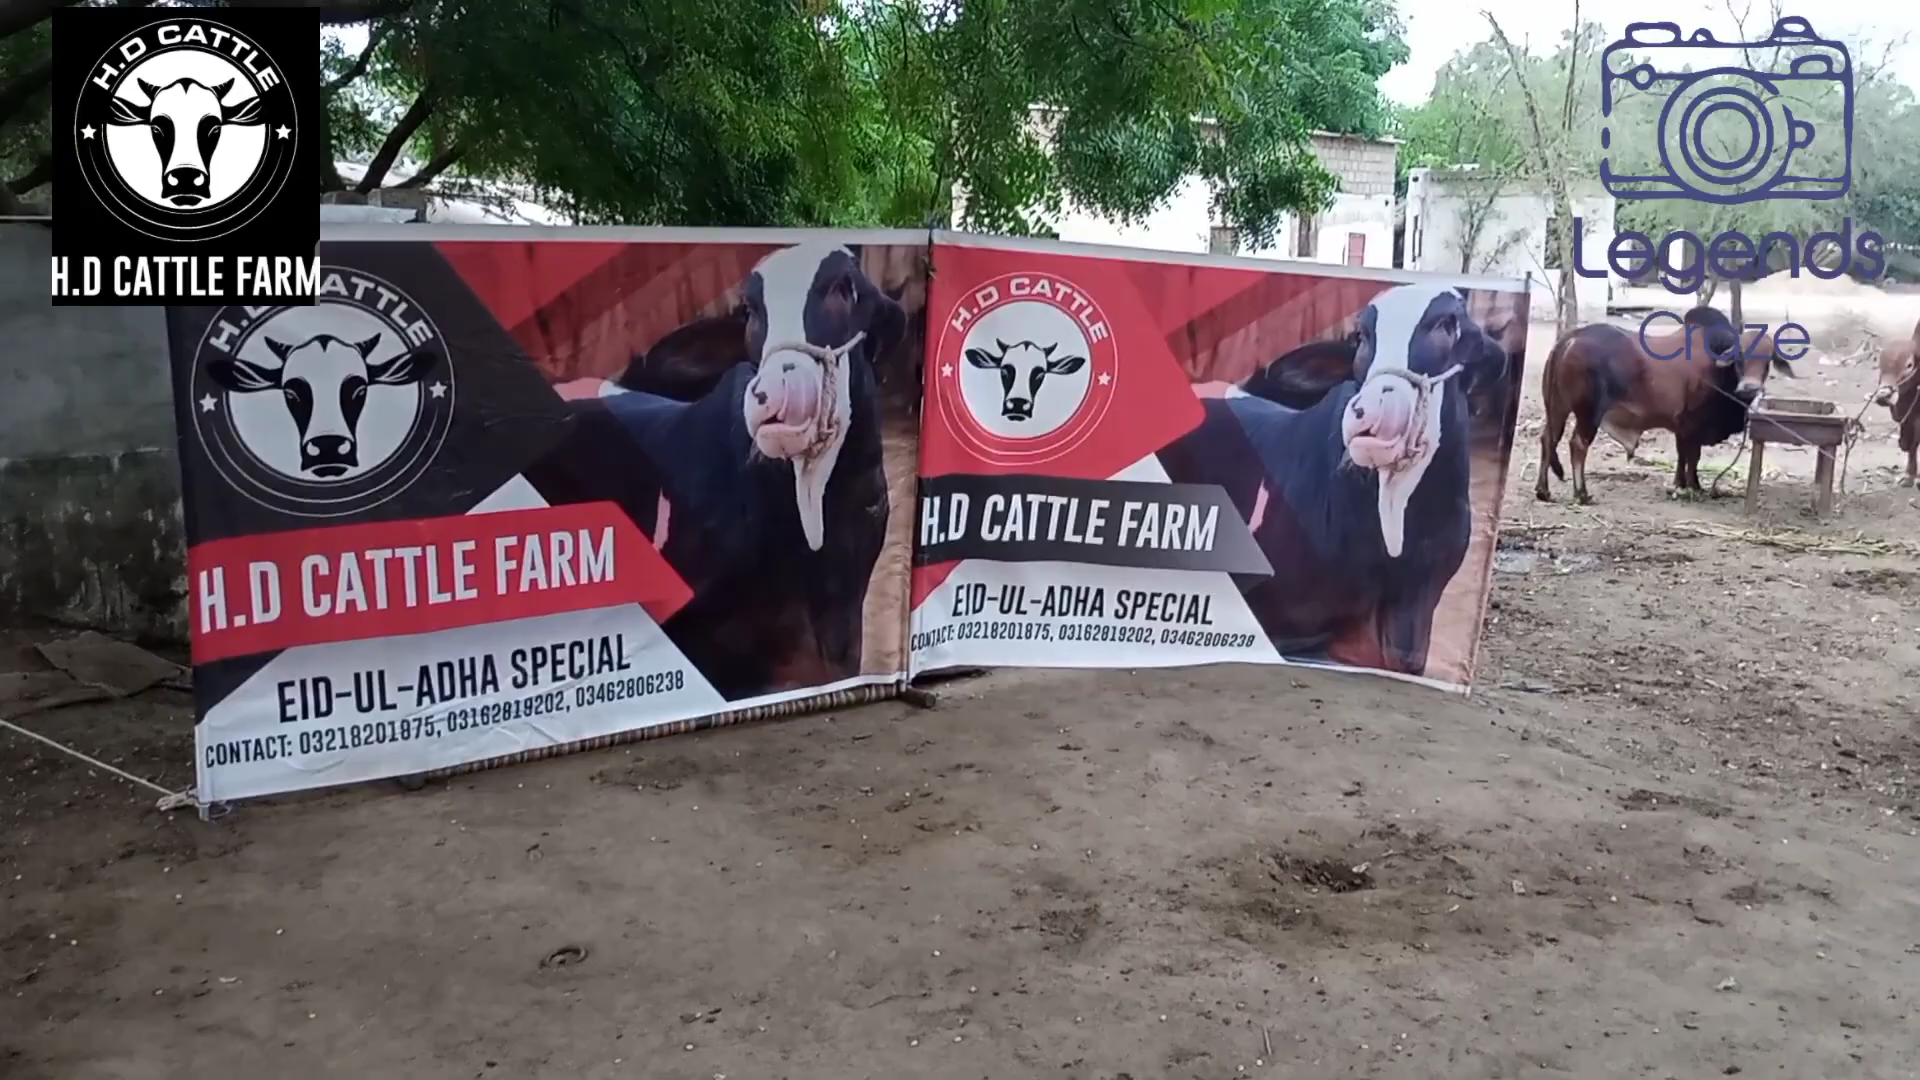 H.D CATTLE
H.D CATTLE FARM
Legends
Craze
H.D CATTLE
H.D CATTLE FARM
EID-UL-ADHA SPECIAL
CONTACT: 03218201875, 03162819202, 03462806238
H.D CATTLE
H.D CATTLE FARM
EID-UL-ADHA SPECIAL
CONTACT: 03218201875, 03162819202, 03462806238